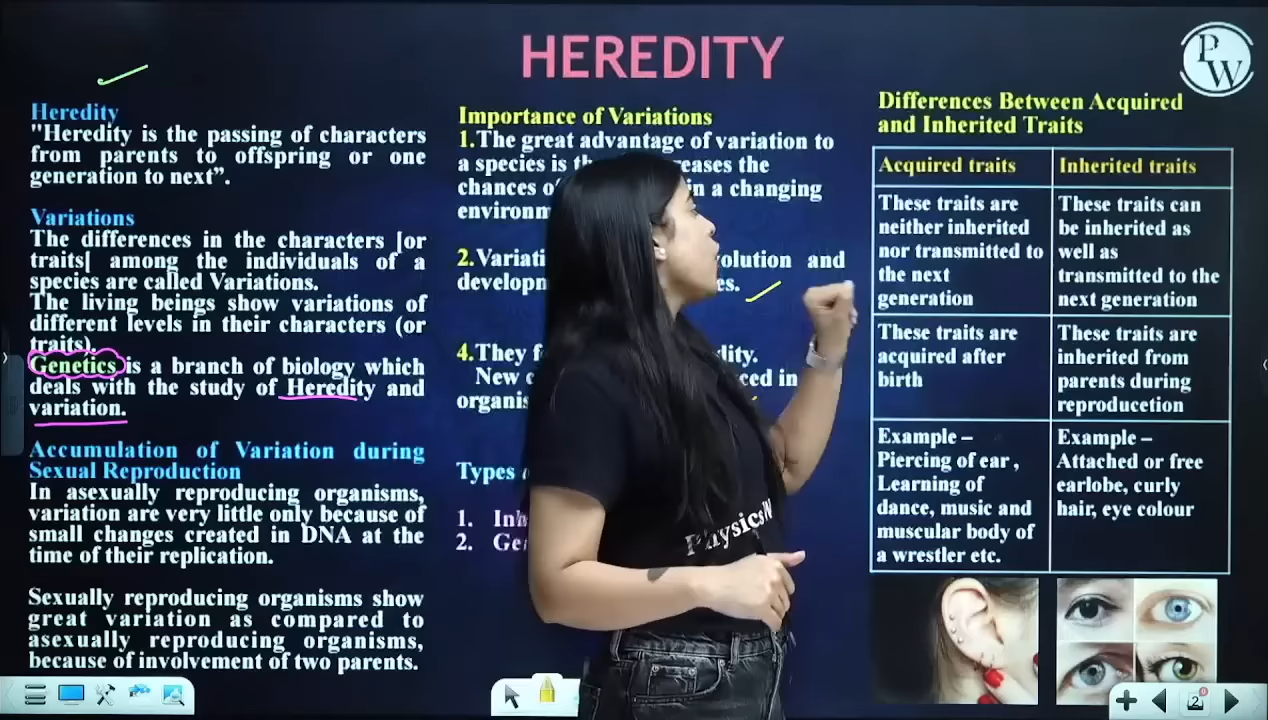 HEREDITY
P
W
Heredity
"Heredity is the passing of characters
from parents to offspring or one
generation to next”.
Variations
The differences in the characters [or
traits[ among the individuals of a
species are called Variations.
The living beings show variations of
different levels in their characters (or
traits).
Genetics is a branch of biology which
deals with the study of Heredity and
variation.
Accumulation of Variation during
Sexual Reproduction
In asexually reproducing organisms,
variation are very little only because of
small changes created in DNA at the
time of their replication.
Sexually reproducing organisms show
great variation as compared to
asexually reproducing organisms,
because of involvement of two parents.
Importance of Variations
1.The great advantage of variation to
a species is the
chances in a changing
2. and
4.They
New in
Types
1.
2.
Differences Between Acquired
and Inherited Traits
Acquired traits
Inherited traits
These traits are
neither inherited
nor transmitted to
the next
generation
These traits can
be inherited as
well as
transmitted to the
next generation
These traits are
acquired after
birth
These traits are
inherited from
parents during
reproducetion
Example –
Piercing of ear ,
Learning of
dance, music and
muscular body of
a wrestler etc.
Example –
Attached or free
earlobe, curly
hair, eye colour
2